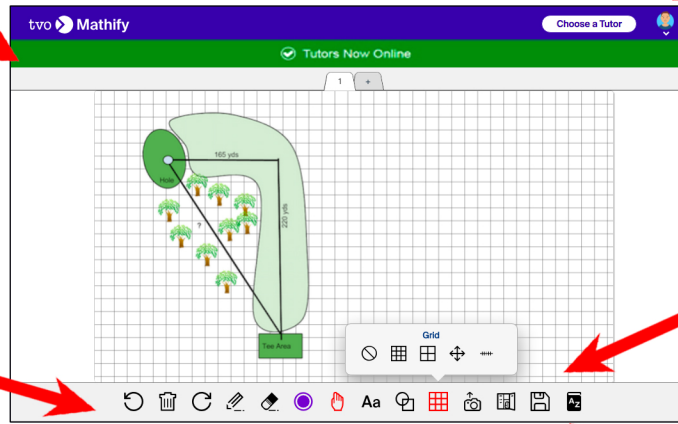 tvo Mathify
Choose a Tutor
Tutors Now Online
1 +
165 yds
Hole
?
220 yds
Tee Area
Grid
Aa
A
Z